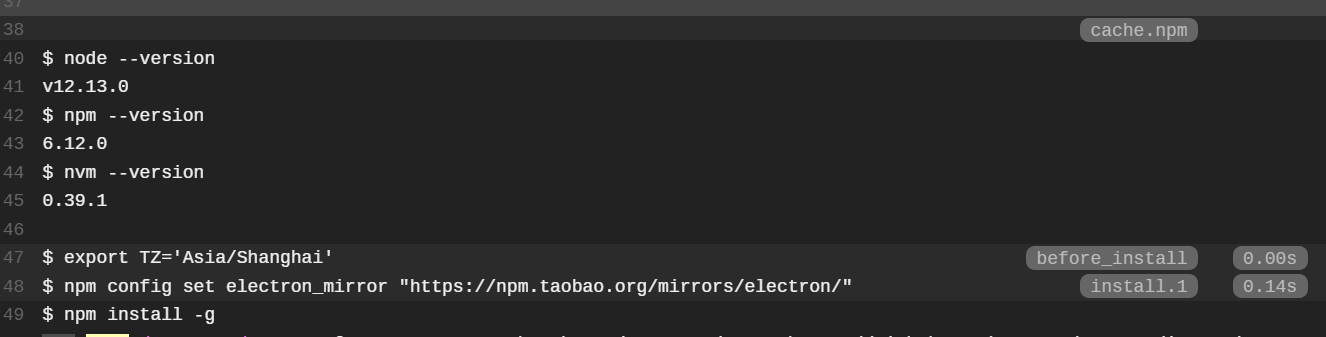 37
38 cache.npm
40 $ node --version
41 v12.13.0
42 $ npm --version
43 6.12.0
44 $ nvm --version
45 0.39.1
46
47 $ export TZ='Asia/Shanghai' before_install 0.00s
48 $ npm config set electron_mirror "https://npm.taobao.org/mirrors/electron/" install.1 0.14s
49 $ npm install -g